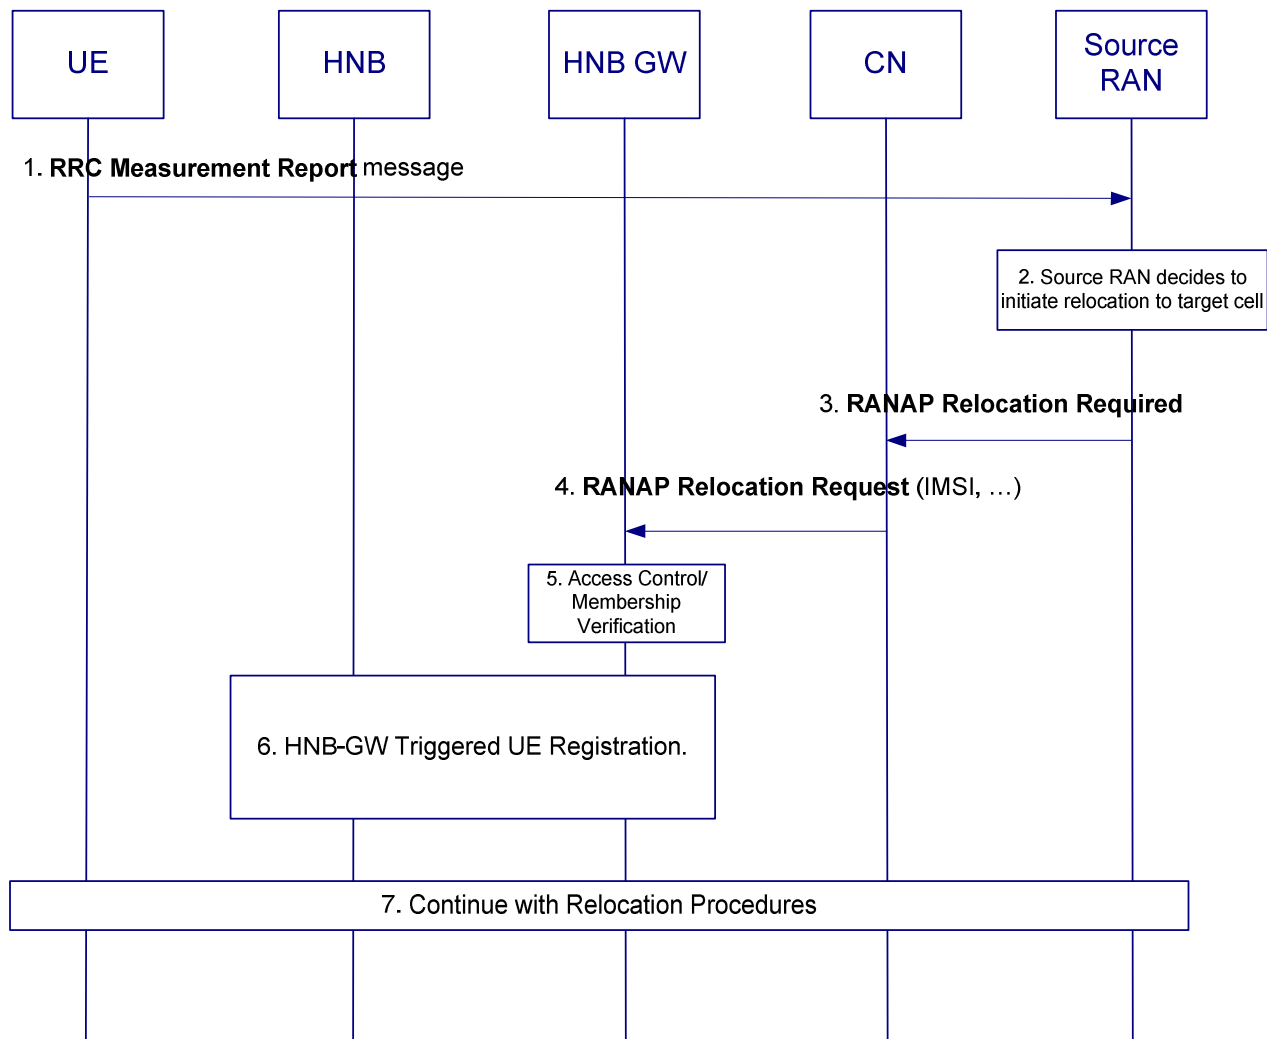 UE
HNB
HNB GW
CN
Source
RAN
1. RRC Measurement Report message
2. Source RAN decides to
initiate relocation to target cell
3. RANAP Relocation Required
4. RANAP Relocation Request (IMSI, …)
5. Access Control/
Membership
Verification
6. HNB-GW Triggered UE Registration.
7. Continue with Relocation Procedures